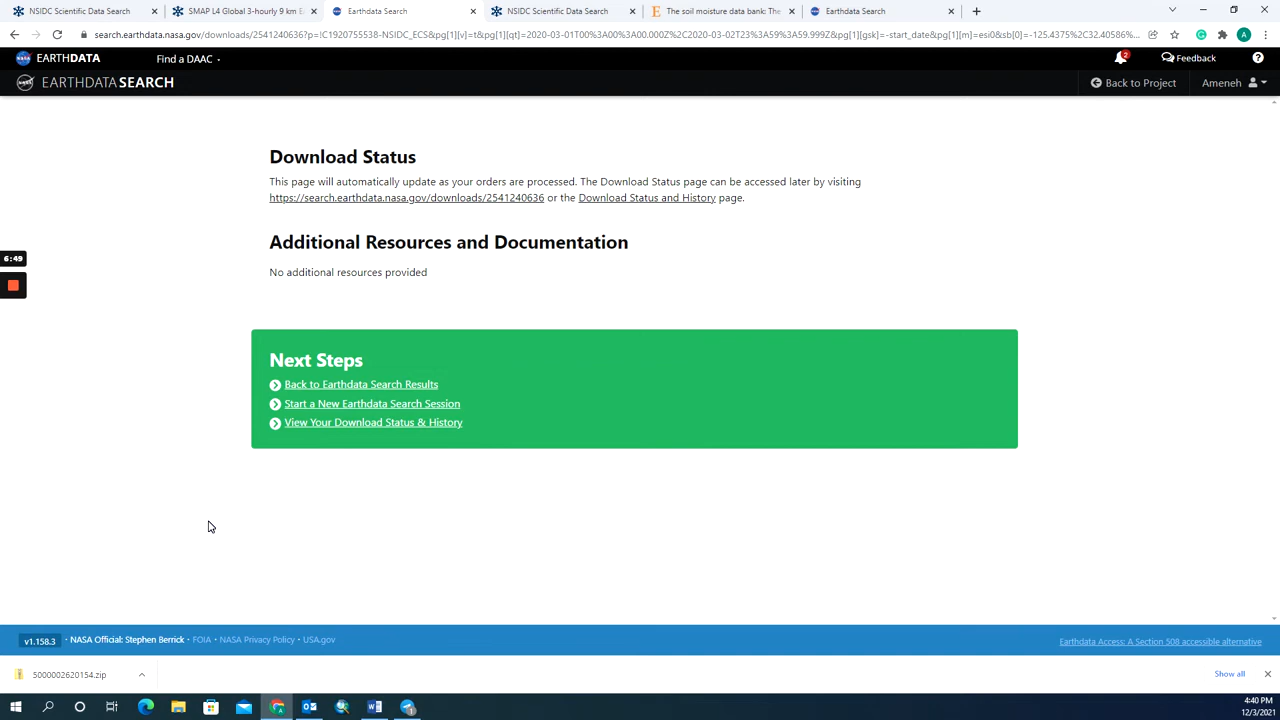 NSIDC Scientific Data Search
SMAP L4 Global 3-hourly 9 km E
Earthdata Search
NSIDC Scientific Data Search
The soil moisture data bank: The
Earthdata Search
search.earthdata.nasa.gov/downloads/2541240636?p=!C1920755538-NSIDC_ECS&pg[1][v]=t&pg[1][qt]=2020-03-01T00%3A00%3A00.000Z%2C2020-03-02T23%3A59%3A59.999Z&pg[1][gsk]=-start_date&pg[1][m]=esi0&sb[0]=-125.4375%2C32.40586%...
EARTHDATA
Find a DAAC
2
Feedback
EARTHDATA SEARCH
Back to Project
Ameneh
Download Status
This page will automatically update as your orders are processed. The Download Status page can be accessed later by visiting
https://search.earthdata.nasa.gov/downloads/2541240636 or the Download Status and History page.
6:49
Additional Resources and Documentation
No additional resources provided
Next Steps
Back to Earthdata Search Results
Start a New Earthdata Search Session
View Your Download Status & History
v1.158.3 • NASA Official: Stephen Berrick • FOIA • NASA Privacy Policy • USA.gov
Earthdata Access: A Section 508 accessible alternative
5000002620154.zip
Show all
4:40 PM
12/3/2021